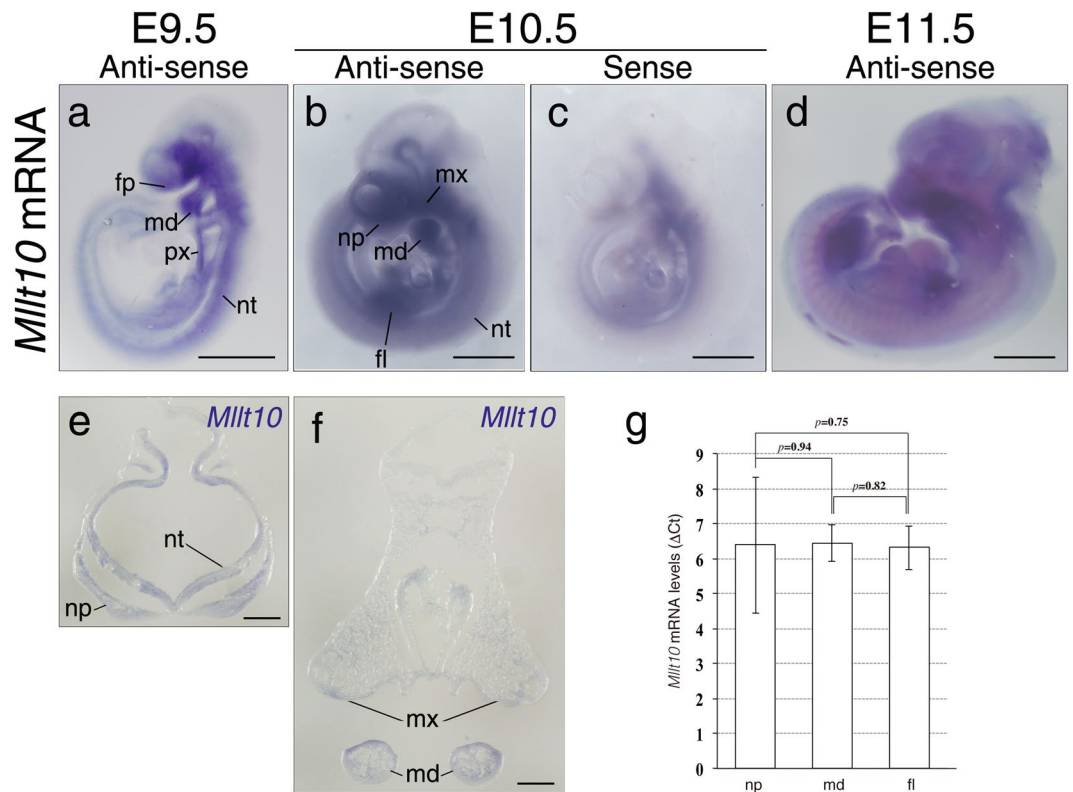 E9.5 E10.5 E11.5
Anti-sense Anti-sense Sense Anti-sense
Mllt10 mRNA
a
fp
md
px
nt
b
mx
np
md
nt
fl
c
d
e
Mllt10
nt
np
f
Mllt10
mx
md
g
p=0.75
p=0.94
p=0.82
Mllt10 mRNA levels (ΔCt)
9
8
7
6
5
4
3
2
1
0
np md fl